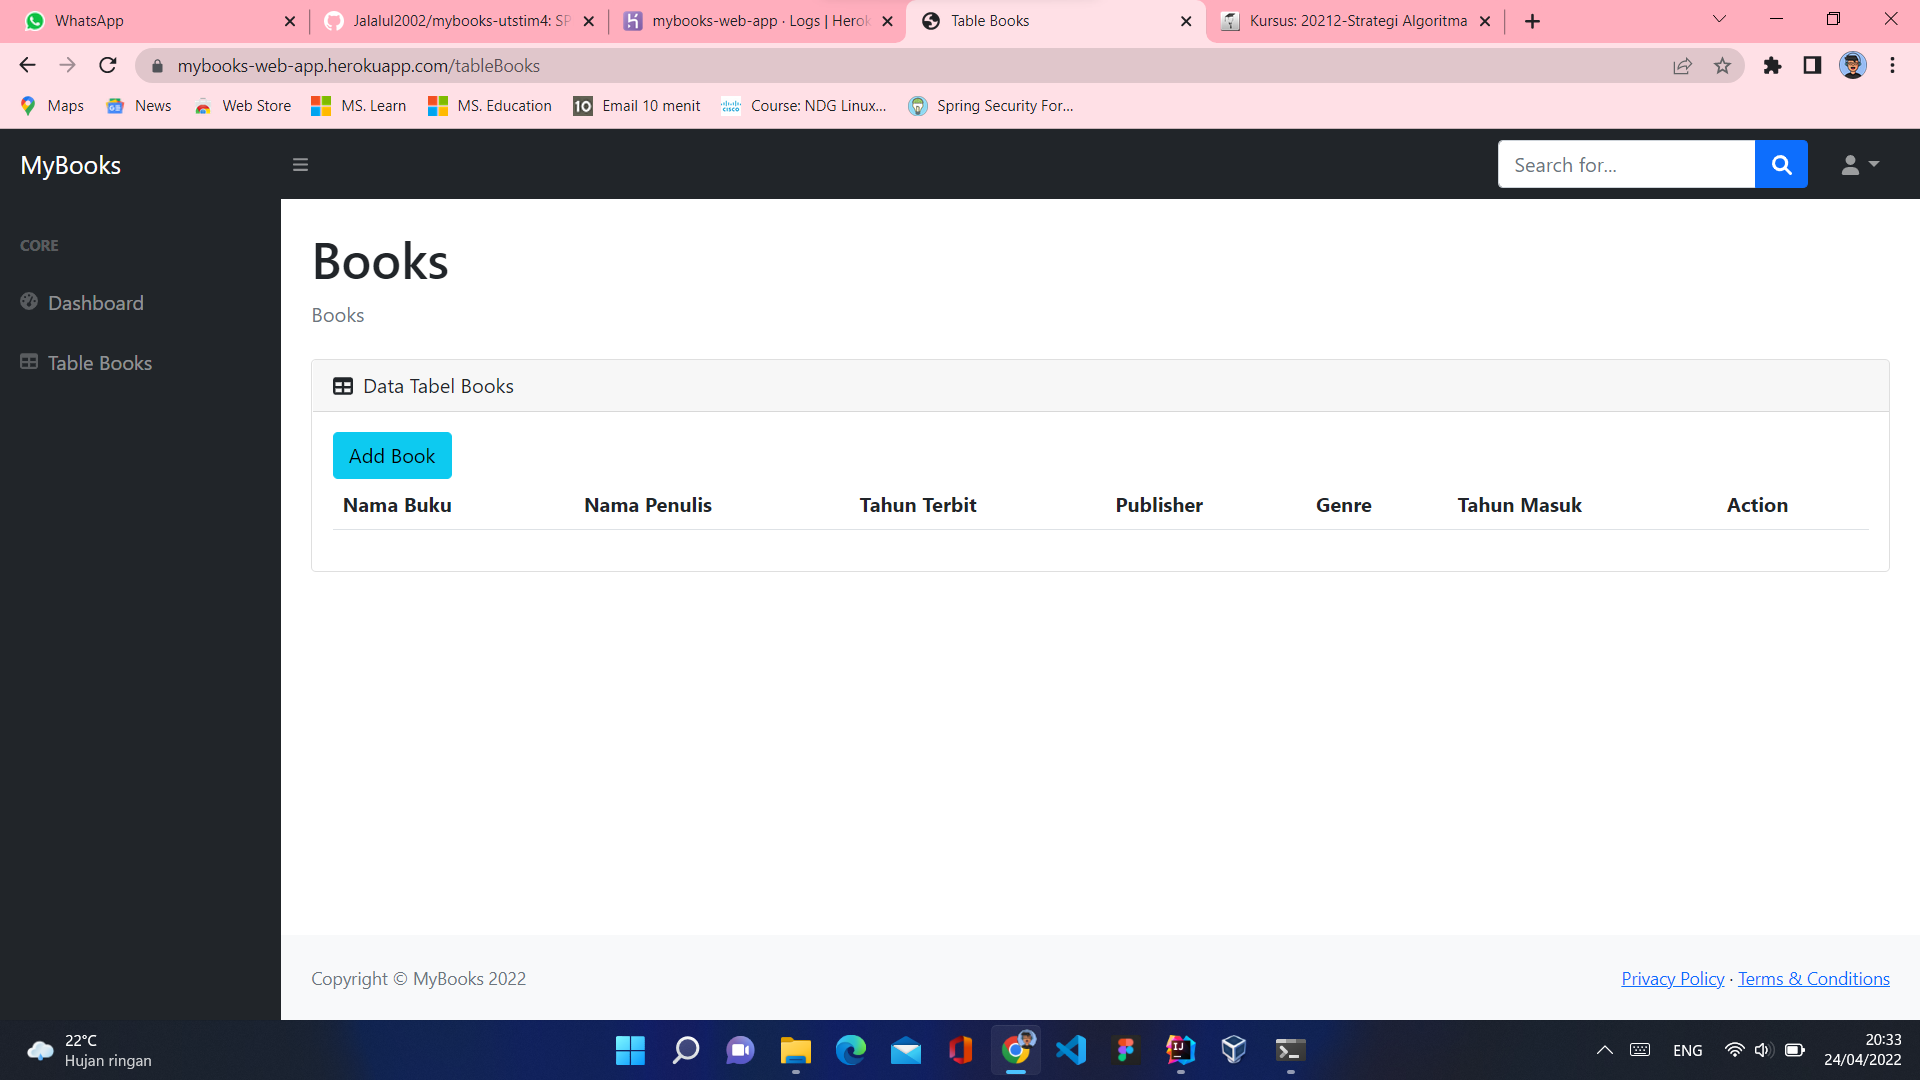 WhatsApp
Jalalul2002/mybooks-utstim4: SP
mybooks-web-app · Logs | Herok
Table Books
Kursus: 20212-Strategi Algoritma
mybooks-web-app.herokuapp.com/tableBooks
Maps
News
Web Store
MS. Learn
MS. Education
10 Email 10 menit
Course: NDG Linux...
Spring Security For...
MyBooks
Search for...
CORE
Dashboard
Table Books
Books
Books
Data Tabel Books
Add Book
Nama Buku Nama Penulis Tahun Terbit Publisher Genre Tahun Masuk Action
Copyright © MyBooks 2022
Privacy Policy · Terms & Conditions
22°C
Hujan ringan
ENG
20:33
24/04/2022